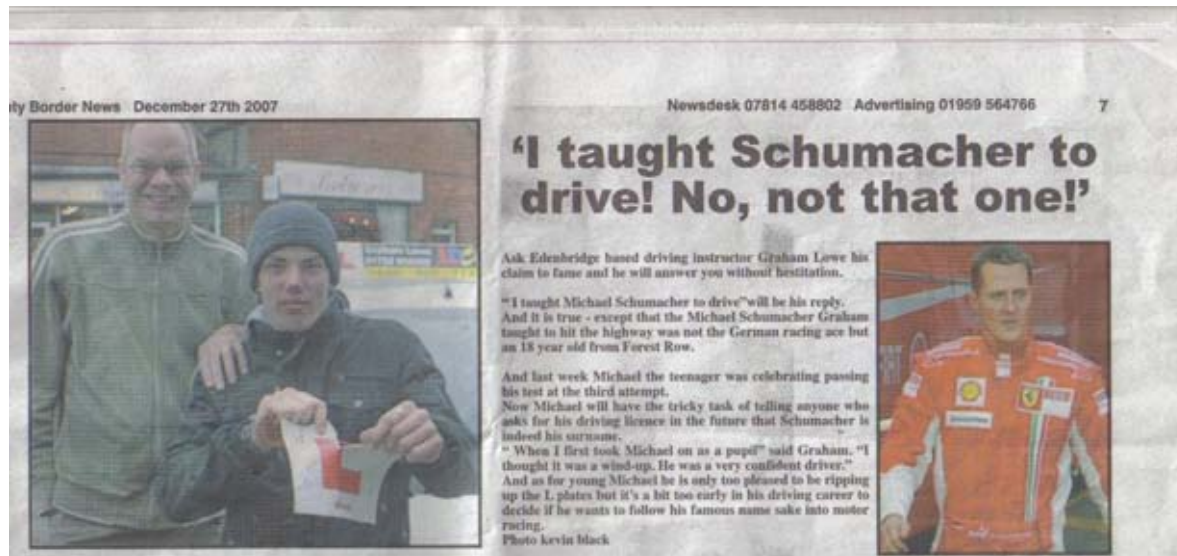 ty Border News December 27th 2007
Newsdesk 07814 458802 Advertising 01959 564766 7
‘I taught Schumacher to
drive! No, not that one!’
Ask Edenbridge based driving instructor Graham Lowe his
claim to fame and he will answer you without hestitation.
“I taught Michael Schumacher to drive”will be his reply.
And it is true - except that the Michael Schumacher Graham
taught to hit the highway was not the German racing ace but
an 18 year old from Forest Row.
And last week Michael the teenager was celebrating passing
his test at the third attempt.
Now Michael will have the tricky task of telling anyone who
asks for his driving licence in the future that Schumacher is
indeed his surname.
“ When I first took Michael on as a pupil” said Graham. “I
thought it was a wind-up. He was a very confident driver.”
And as for young Michael he is only too pleased to be ripping
up the L plates but it’s a bit too early in his driving career to
decide if he wants to follow his famous name sake into motor
racing.
Photo kevin black